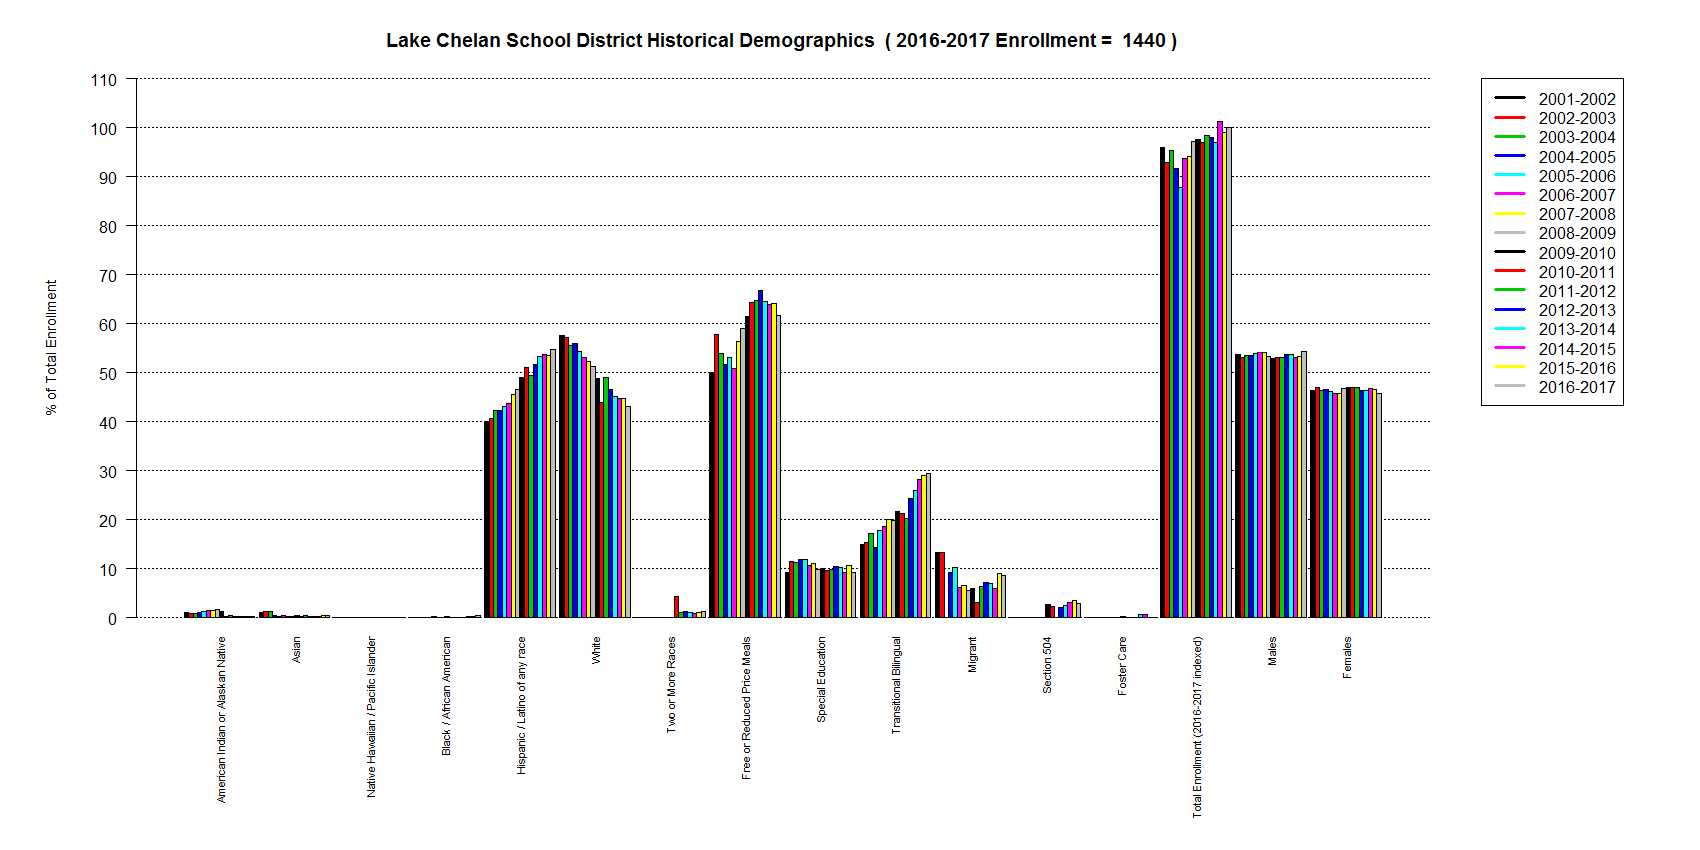 Lake Chelan School District Historical Demographics ( 2016-2017 Enrollment = 1440 )
% of Total Enrollment
110
100
90
80
70
60
50
40
30
20
10
0
American Indian or Alaskan Native
Asian
Native Hawaiian / Pacific Islander
Black / African American
Hispanic / Latino of any race
White
Two or More Races
Free or Reduced Price Meals
Special Education
Transitional Bilingual
Migrant
Section 504
Foster Care
Total Enrollment (2016-2017 indexed)
Males
Females
2001-2002
2002-2003
2003-2004
2004-2005
2005-2006
2006-2007
2007-2008
2008-2009
2009-2010
2010-2011
2011-2012
2012-2013
2013-2014
2014-2015
2015-2016
2016-2017